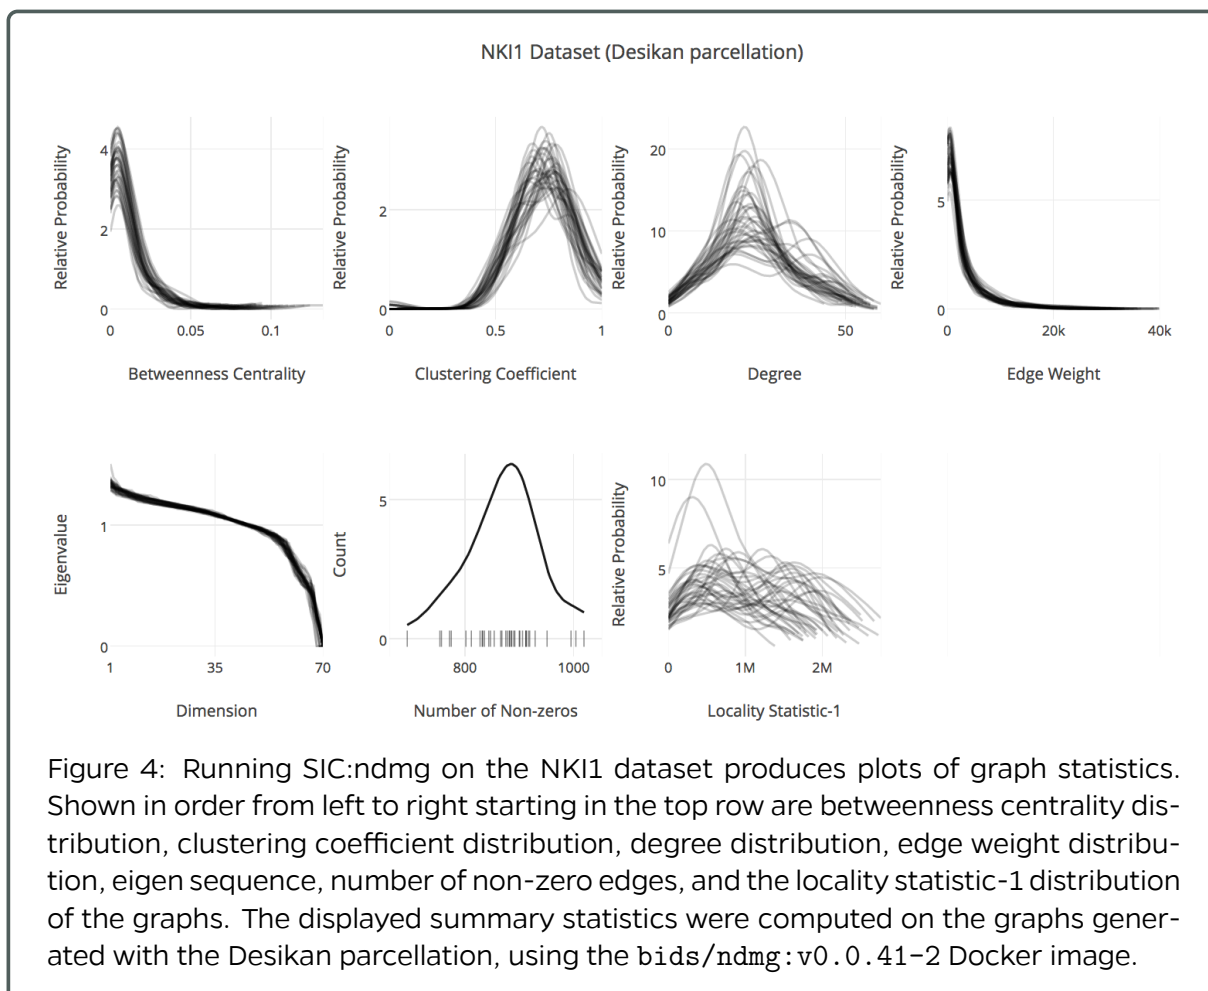 NKI1 Dataset (Desikan parcellation)
Relative Probability
4
2
0
0
0.05
0.1
Betweenness Centrality
Relative Probability
2
0
0
0.5
1
Clustering Coefficient
Relative Probability
20
10
0
0
50
Degree
Relative Probability
5
0
0
20k
40k
Edge Weight
Eigenvalue
1
0
1
35
70
Dimension
Count
5
0
800
1000
Number of Non-zeros
Relative Probability
10
5
0
0
1M
2M
Locality Statistic-1
Figure 4: Running SIC:ndmg on the NKI1 dataset produces plots of graph statistics.
Shown in order from left to right starting in the top row are betweenness centrality dis-
tribution, clustering coefficient distribution, degree distribution, edge weight distribu-
tion, eigen sequence, number of non-zero edges, and the locality statistic-1 distribution
of the graphs. The displayed summary statistics were computed on the graphs gener-
ated with the Desikan parcellation, using the bids/ndmg:v0.0.41-2 Docker image.